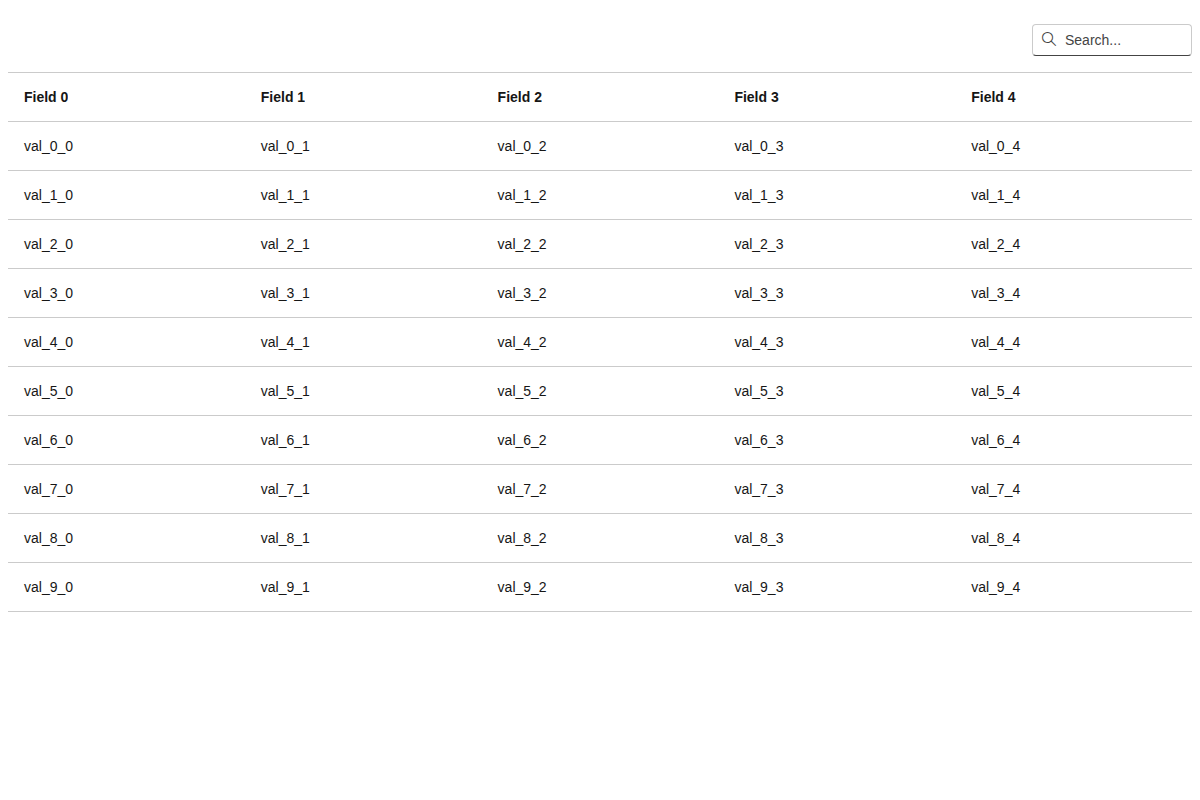 Search...
Field 0 Field 1 Field 2 Field 3 Field 4
val_0_0 val_0_1 val_0_2 val_0_3 val_0_4
val_1_0 val_1_1 val_1_2 val_1_3 val_1_4
val_2_0 val_2_1 val_2_2 val_2_3 val_2_4
val_3_0 val_3_1 val_3_2 val_3_3 val_3_4
val_4_0 val_4_1 val_4_2 val_4_3 val_4_4
val_5_0 val_5_1 val_5_2 val_5_3 val_5_4
val_6_0 val_6_1 val_6_2 val_6_3 val_6_4
val_7_0 val_7_1 val_7_2 val_7_3 val_7_4
val_8_0 val_8_1 val_8_2 val_8_3 val_8_4
val_9_0 val_9_1 val_9_2 val_9_3 val_9_4